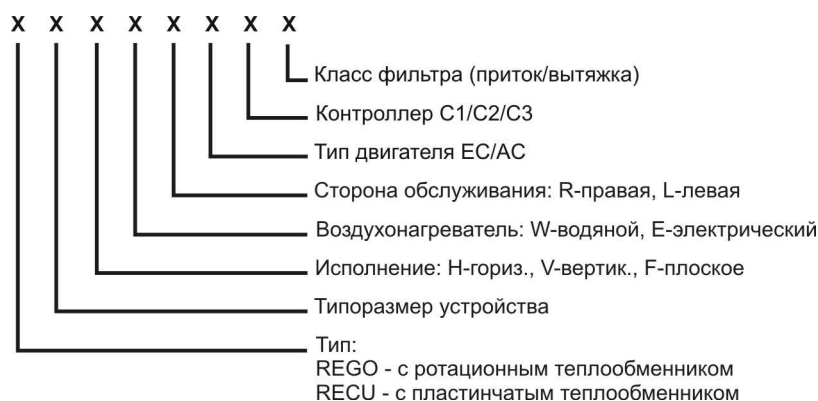 X X X X X X X X
Класс фильтра (приток/вытяжка)
Контроллер C1/C2/C3
Тип двигателя EC/AC
Сторона обслуживания: R-правая, L-левая
Воздухонагреватель: W-водяной, E-электрический
Исполнение: H-гориз., V-вертик., F-плоское
Типоразмер устройства
Тип:
REGO - с ротационным теплообменником
RECU - с пластинчатым теплообменником